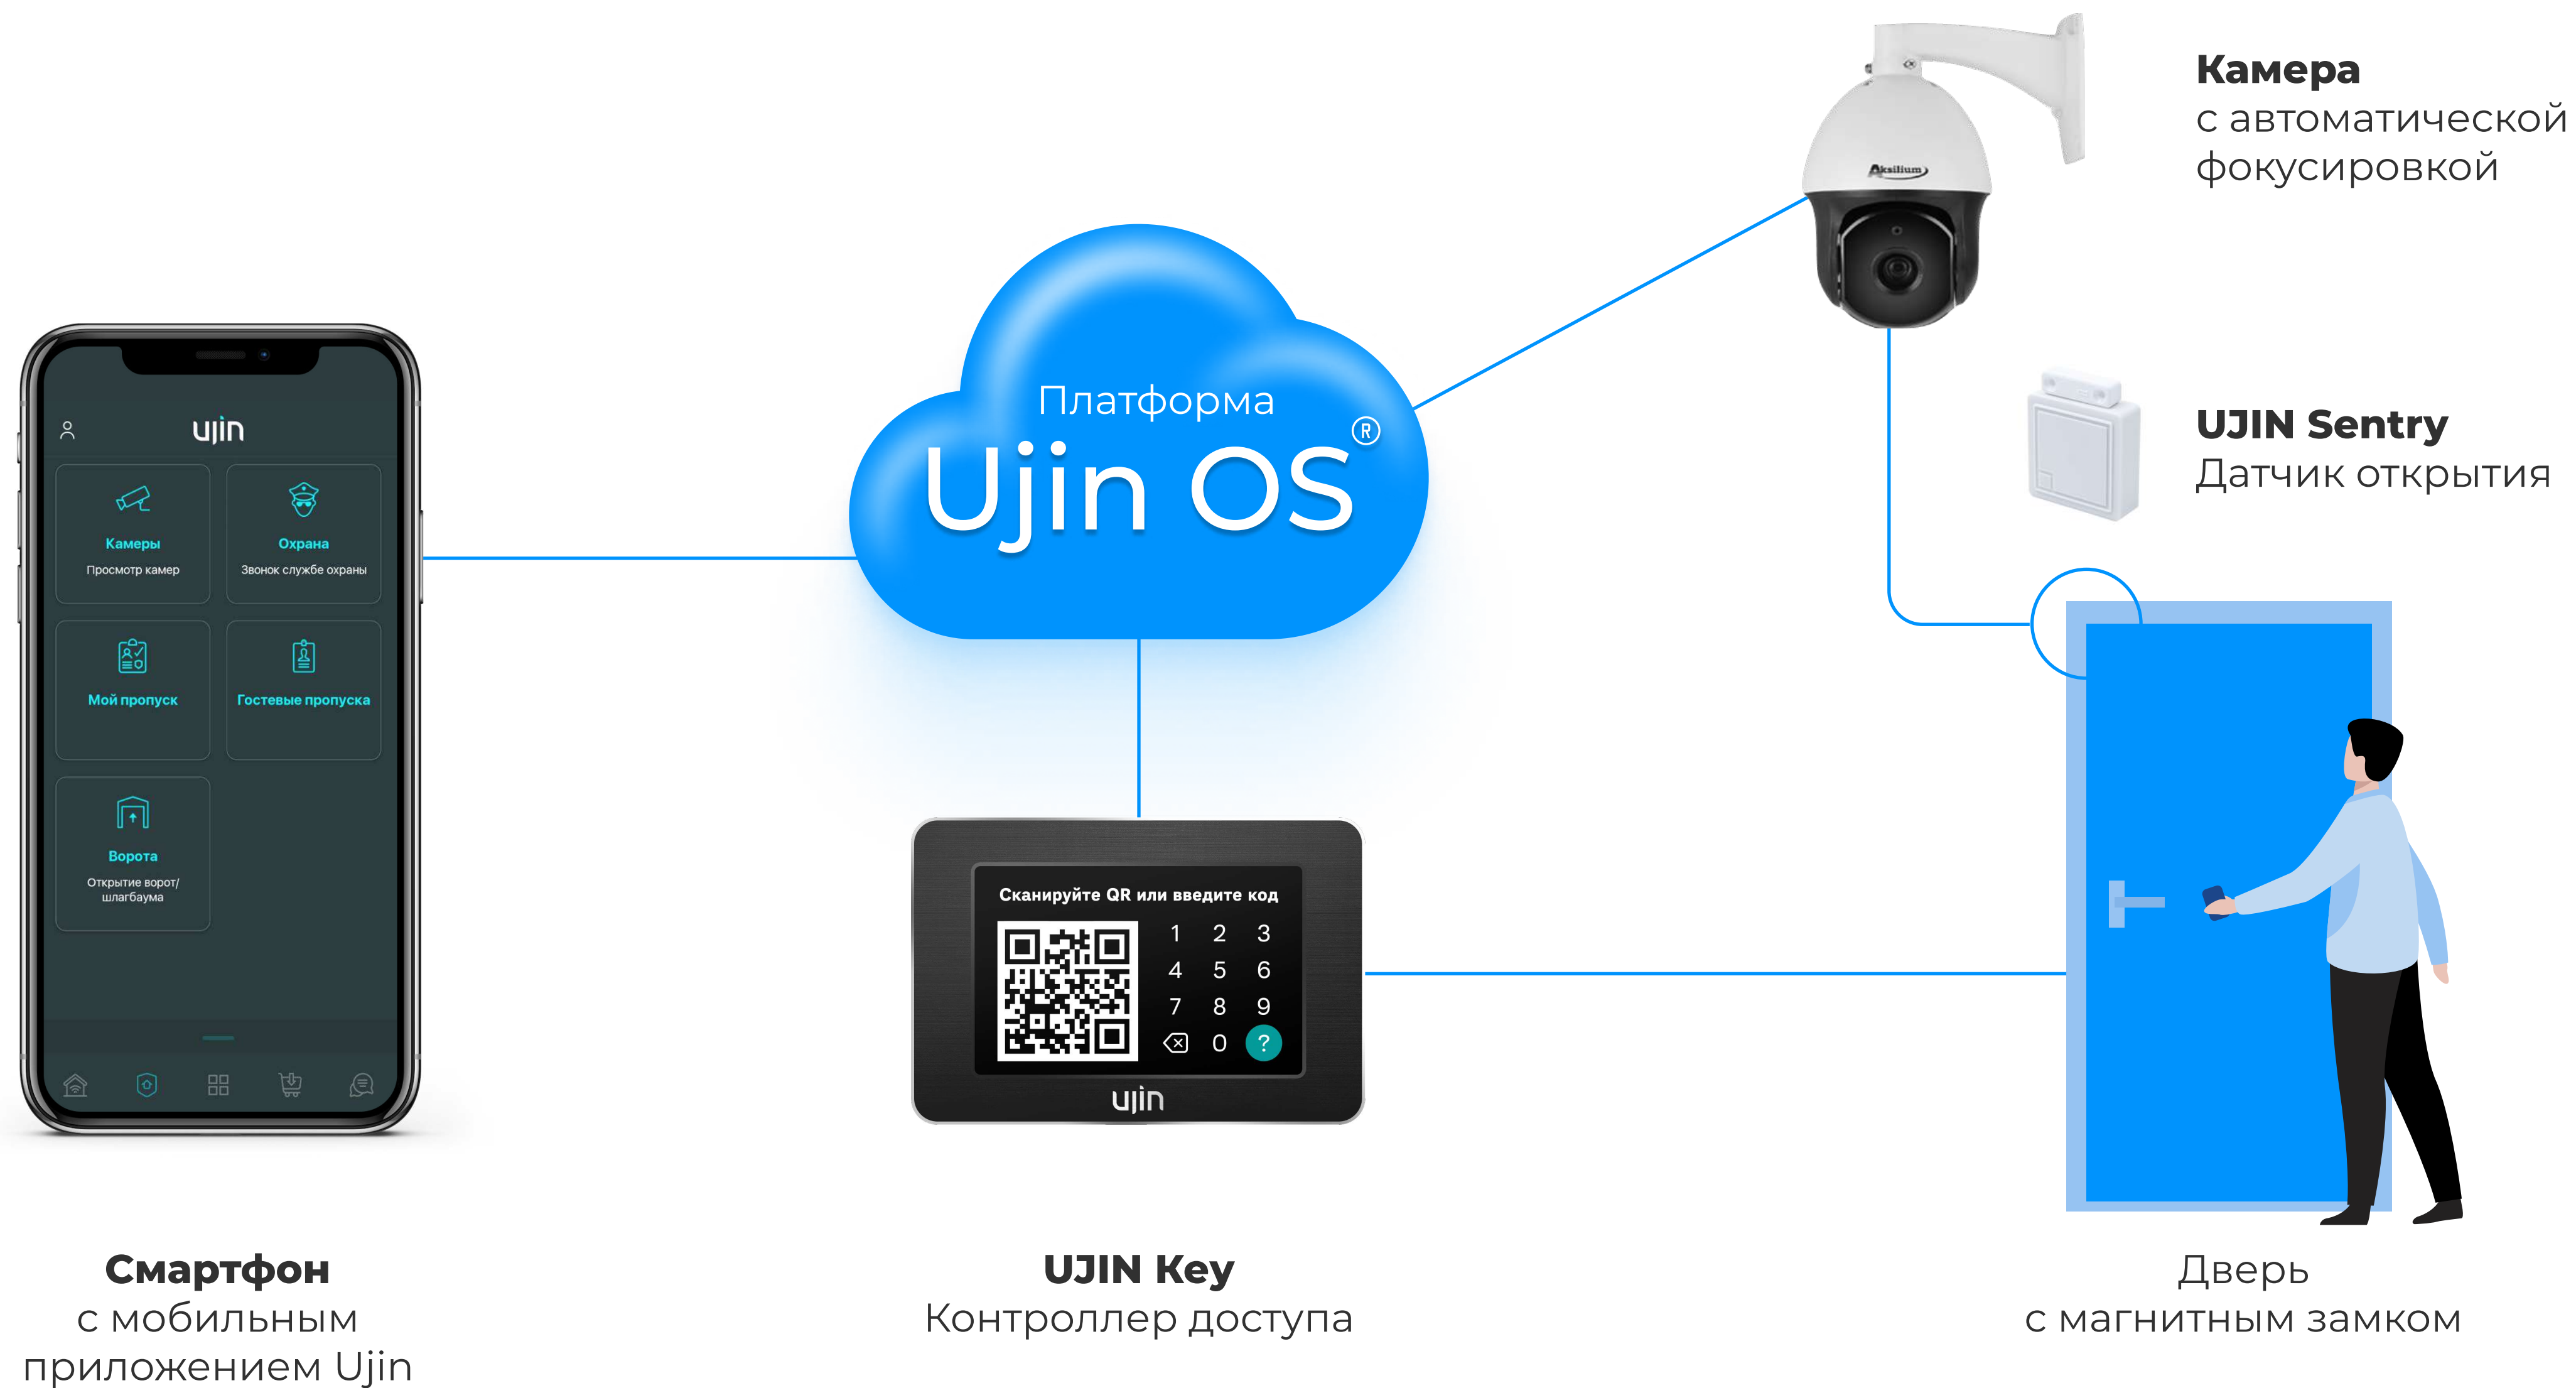 Камера
с автоматической
фокусировкой
Aksilium
UJIN Sentry
Датчик открытия
Платформа
Ujin OS®
ujin
Камеры
Просмотр камер
Охрана
Звонок службе охраны
Мой пропуск
Гостевые пропуска
Ворота
Открытие ворот/
шлагбаума
Сканируйте QR или введите код
1 2 3
4 5 6
7 8 9
0 ?
ujin
Смартфон
с мобильным
приложением Ujin
UJIN Key
Контроллер доступа
Дверь
с магнитным замком